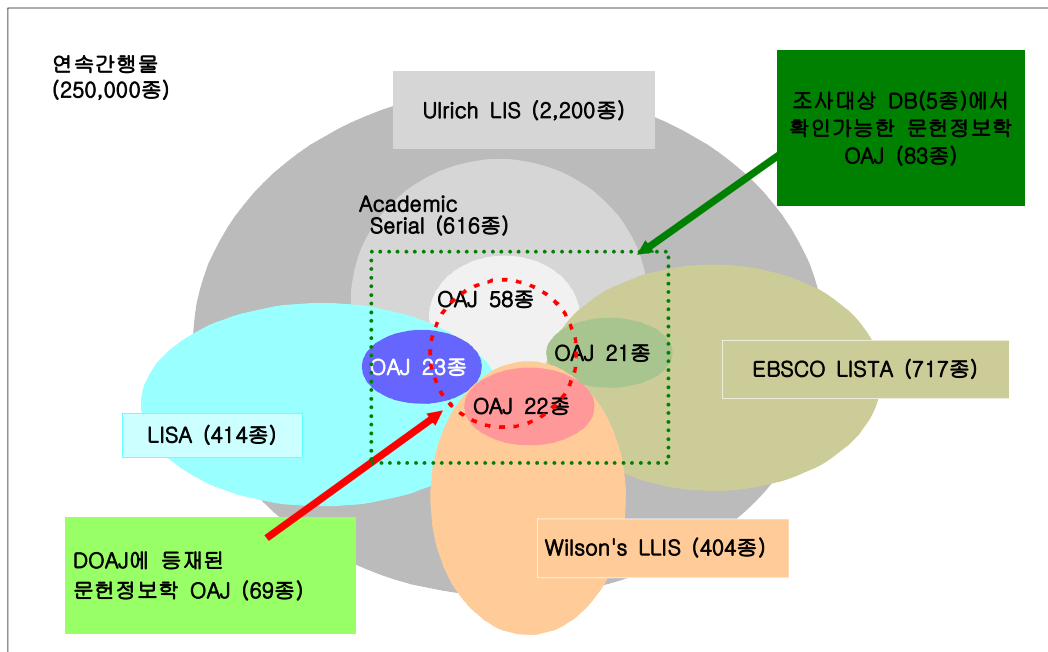 연속간행물
(250,000종)
Ulrich LIS (2,200종)
조사대상 DB(5종)에서
확인가능한 문헌정보학
OAJ (83종)
Academic
Serial (616종)
OAJ 58종
OAJ 23종
OAJ 21종
EBSCO LISTA (717종)
OAJ 22종
LISA (414종)
Wilson's LLIS (404종)
DOAJ에 등재된
문헌정보학 OAJ (69종)